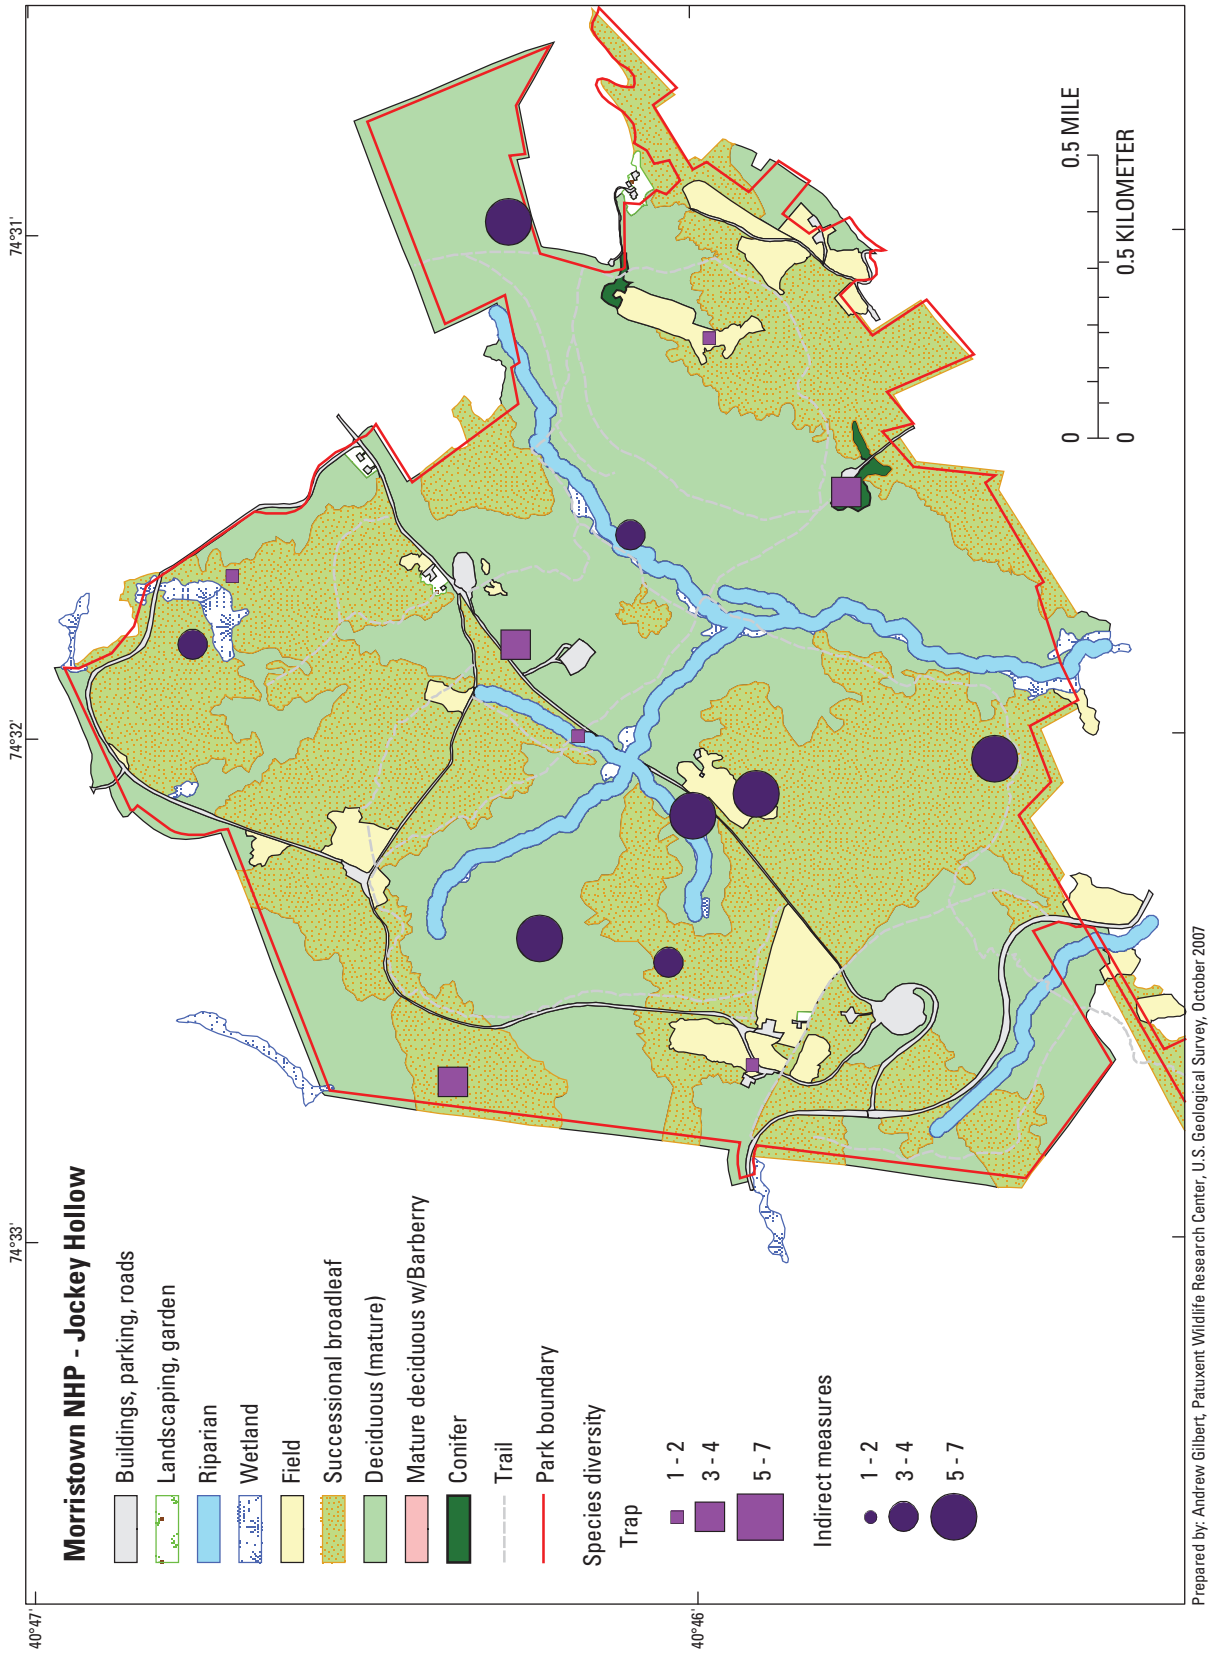 Morristown NHP - Jockey Hollow
Buildings, parking, roads
Landscaping, garden
Riparian
Wetland
Field
Successional broadleaf
Deciduous (mature)
Mature deciduous w/Barberry
Conifer
Trail
Park boundary
Species diversity
Trap
1 - 2
3 - 4
5 - 7
Indirect measures
1 - 2
3 - 4
5 - 7
74°33'
74°32'
74°31'
40°47'
40°46'
0 0.5 MILE
0 0.5 KILOMETER
Prepared by: Andrew Gilbert, Patuxent Wildlife Research Center, U.S. Geological Survey, October 2007